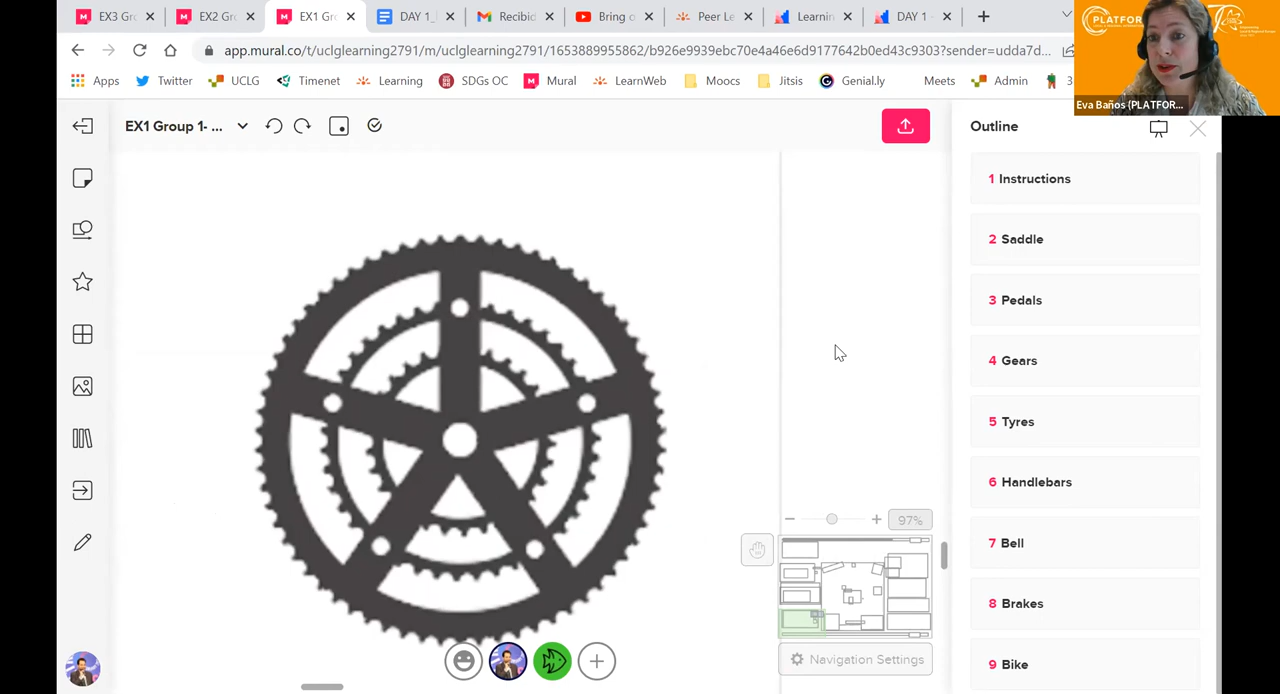 EX3 Gr
EX2 Gr
EX1 Gr
DAY 1_
Recibid
Bring o
Peer Le
Learnin
DAY 1 -
app.mural.co/t/uclglearning2791/m/uclglearning2791/1653889955862/b926e9939ebc70e4a46e6d9177642b0ed43c9303?sender=udda7d...
Apps
Twitter
UCLG
Timenet
Learning
SDGs OC
Mural
LearnWeb
Moocs
Jitsis
Genial.ly
Meets
Admin
3
PLATFOR
Eva Baños (PLATFOR...
EX1 Group 1- ...
Outline
1 Instructions
2 Saddle
3 Pedals
4 Gears
5 Tyres
6 Handlebars
7 Bell
8 Brakes
9 Bike
97%
Navigation Settings